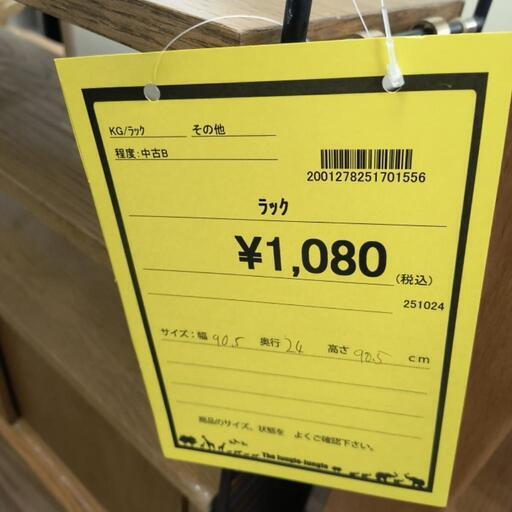 KG/ラック その他
程度:中古B
2001278251701556
ラック
¥1,080
(税込)
251024
サイズ:幅 90.5 奥行 24 高さ 90.5 cm
商品のサイズ、状態を よくご確認下さい。
The Jungle-Jungle